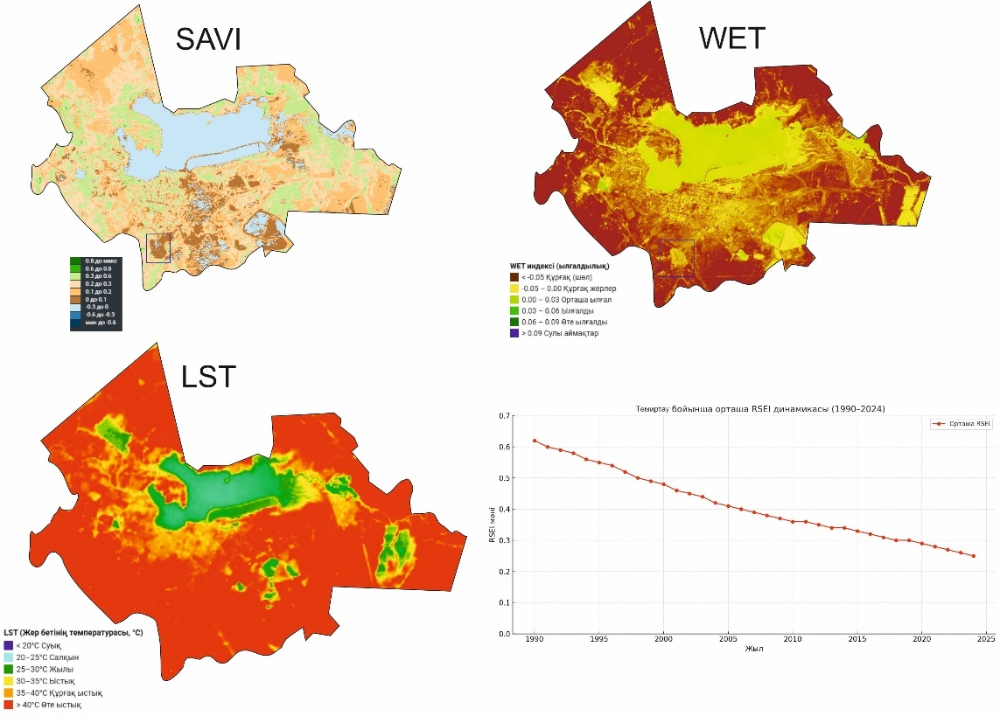 SAVI
0.8 до макс
0.6 до 0.8
0.3 до 0.6
0.2 до 0.3
0.1 до 0.2
0 до 0.1
-0.3 до 0
-0.6 до -0.3
мин до -0.6
WET
WET индексі (ылғалдылық)
< -0.05 Құрғақ (шөл)
-0.05 – 0.00 Құрғақ жерлер
0.00 – 0.03 Орташа ылғал
0.03 – 0.06 Ылғалды
0.06 – 0.09 Өте ылғалды
> 0.09 Сулы аймақтар
LST
LST (Жер бетінің температурасы, °C)
< 20°C Суық
20–25°C Салқын
25–30°C Жылы
30–35°C Ыстық
35–40°C Құрғақ ыстық
> 40°C Өте ыстық
Темиртау бойынша орташа RSEI динамикасы (1990–2024)
Орташа RSEI
RSEI мәні
0.7
0.6
0.5
0.4
0.3
0.2
0.1
0.0
1990 1995 2000 2005 2010 2015 2020 2025
Жыл